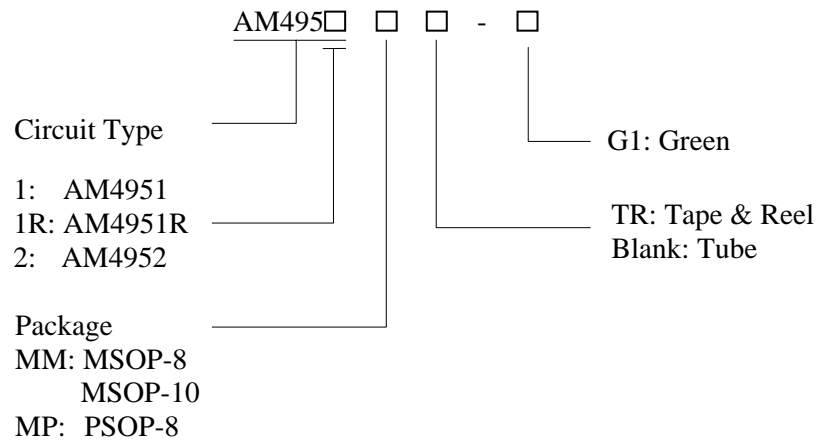 AM495□ □ □ - □
Circuit Type
1: AM4951
1R: AM4951R
2: AM4952
Package
MM: MSOP-8
MSOP-10
MP: PSOP-8
G1: Green
TR: Tape & Reel
Blank: Tube